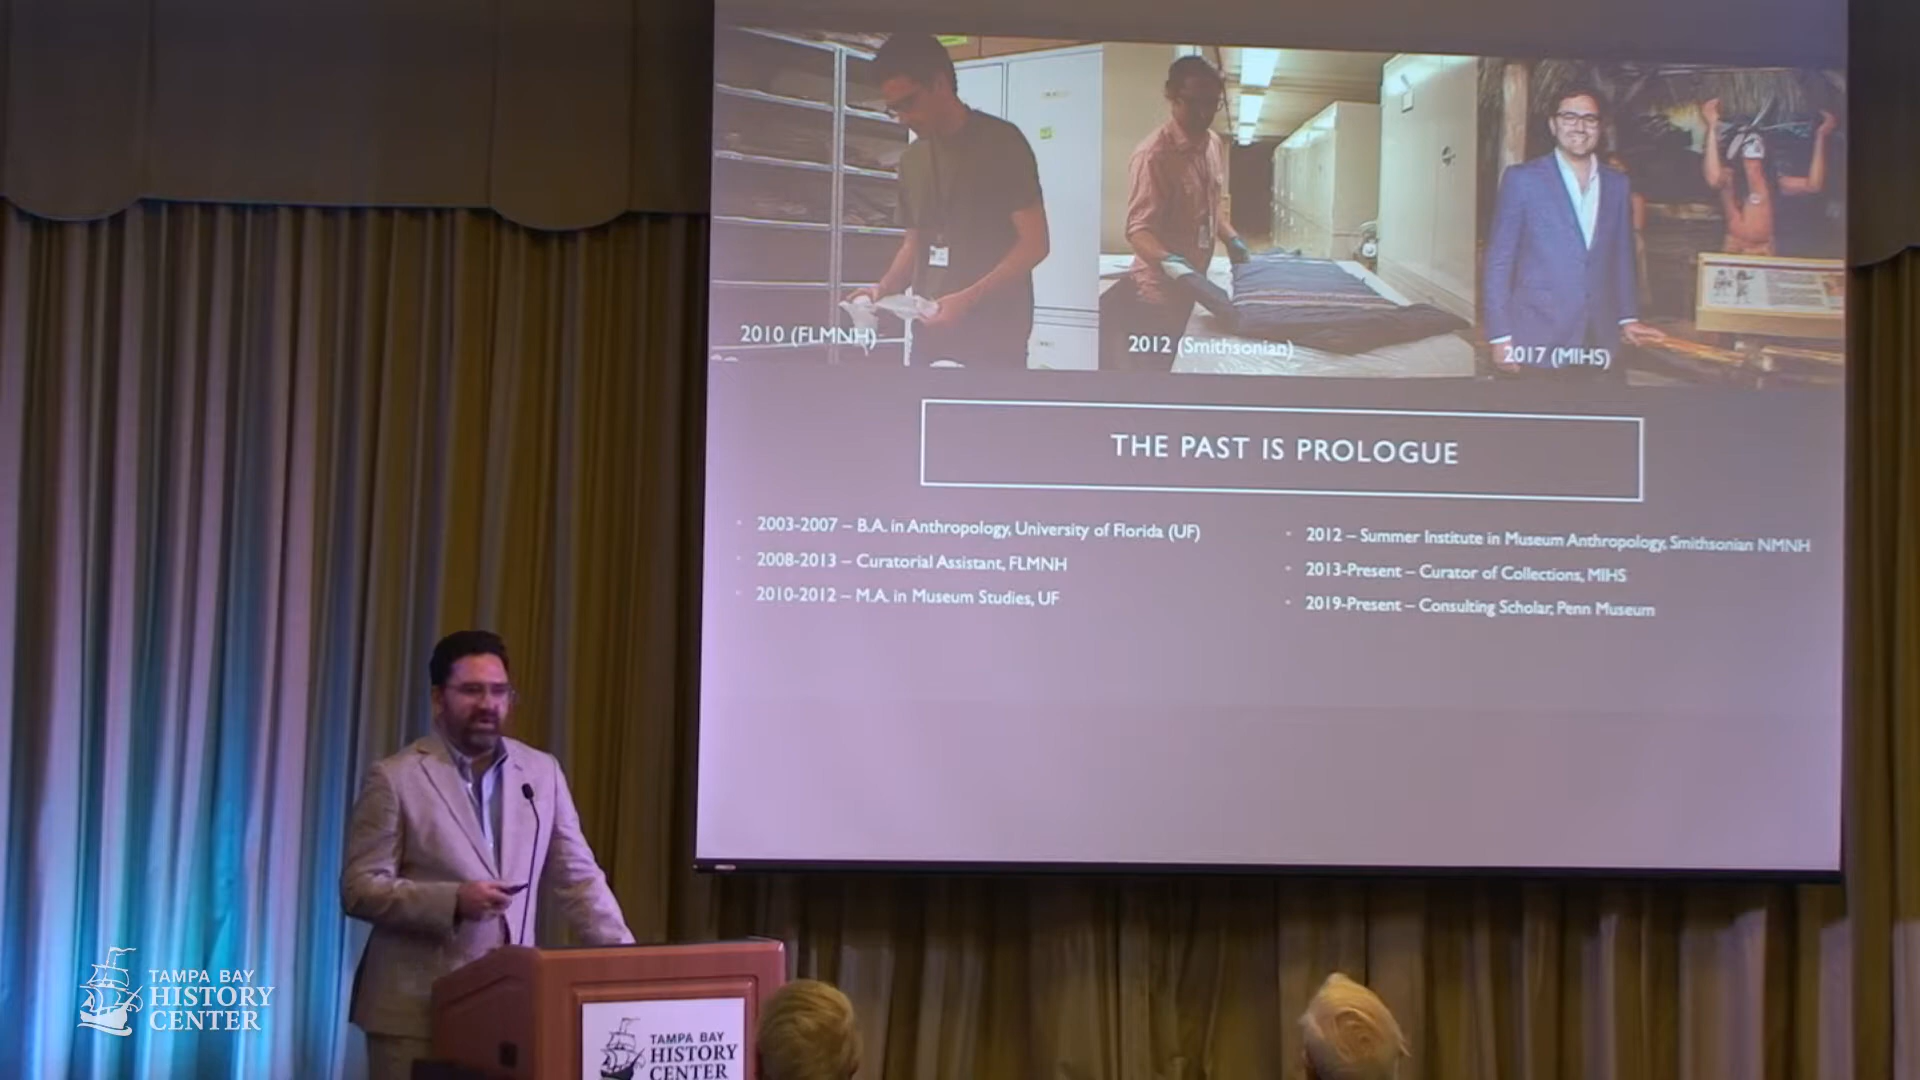 2010 (FLMNH)
2012 (Smithsonian)
2017 (MIHS)
THE PAST IS PROLOGUE
2003-2007 – B.A. in Anthropology, University of Florida (UF)
2008-2013 – Curatorial Assistant, FLMNH
2010-2012 – M.A. in Museum Studies, UF
2012 – Summer Institute in Museum Anthropology, Smithsonian NMNH
2013-Present – Curator of Collections, MIHS
2019-Present – Consulting Scholar, Penn Museum
TAMPA BAY
HISTORY
CENTER
TAMPA BAY
HISTORY
CENTER